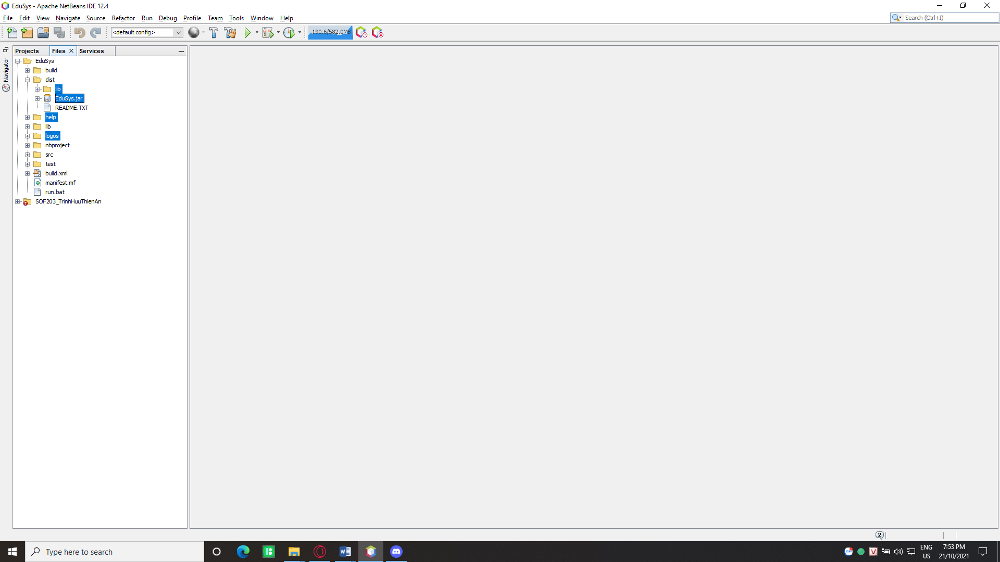 EduSys - Apache NetBeans IDE 12.4
File Edit View Navigate Source Refactor Run Debug Profile Team Tools Window Help
Search (Ctrl+I)
<default config>
190.6/582.0MB
Projects Files Services
Navigator
EduSys
build
dist
lib
EduSys.jar
README.TXT
help
lib
logos
nbproject
src
test
build.xml
manifest.mf
run.bat
SOF203_TrinhHuuThienAn
2
Type here to search
Zalo
V
ENG
US
7:53 PM
21/10/2021